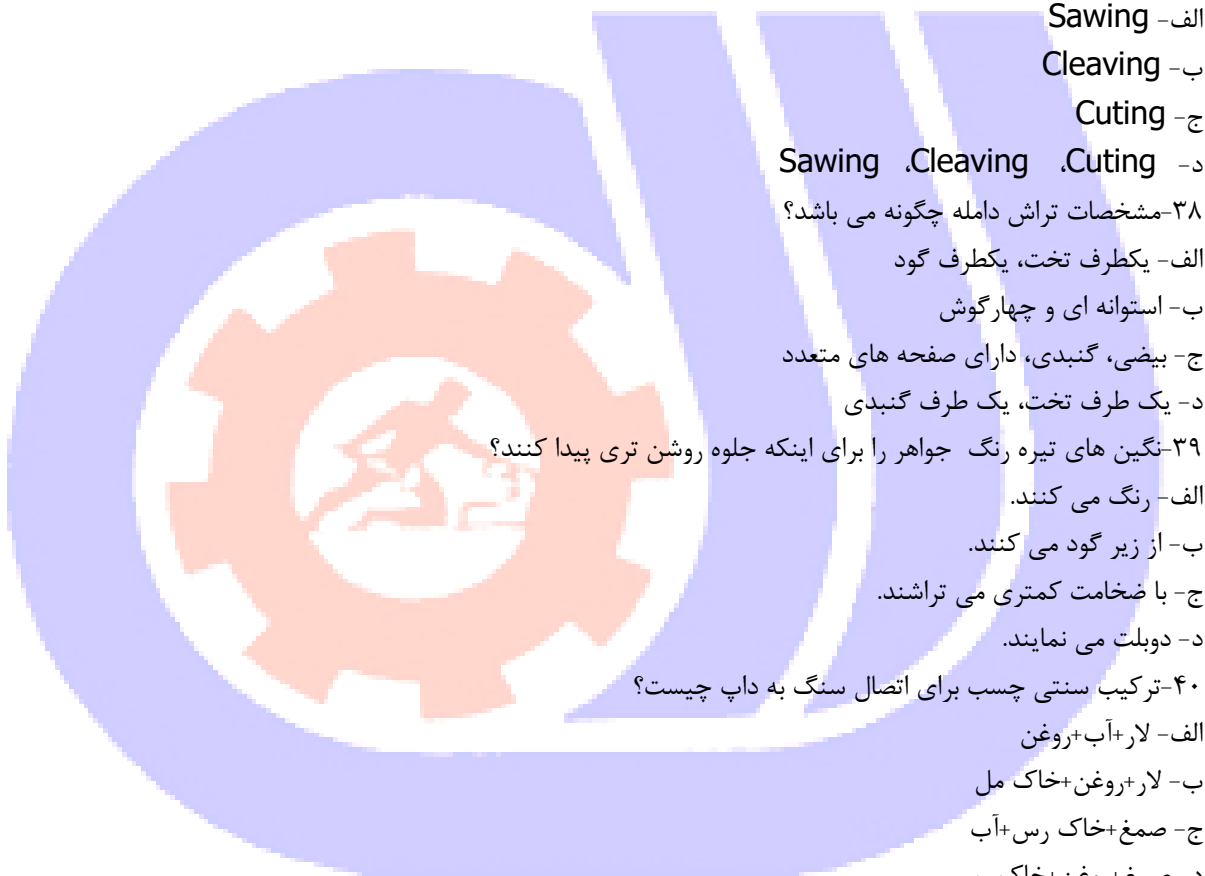 الف- Sawing
ب- Cleaving
ج- Cuting
د- Sawing ،Cleaving ،Cuting
۳۸-مشخصات تراش دامله چگونه می باشد؟
الف- یکطرف تخت، یکطرف گود
ب- استوانه ای و چهارگوش
ج- بیضی، گنبدی، دارای صفحه های متعدد
د- یک طرف تخت، یک طرف گنبدی
۳۹-نگین های تیره رنگ جواهر را برای اینکه جلوه روشن تری پیدا کنند؟
الف- رنگ می کنند.
ب- از زیر گود می کنند.
ج- با ضخامت کمتری می تراشند.
د- دوبلت می نمایند.
۴۰-ترکیب سنتی چسب برای اتصال سنگ به داپ چیست؟
الف- لار+آب+روغن
ب- لار+روغن+خاک مل
ج- صمغ+خاک رس+آب